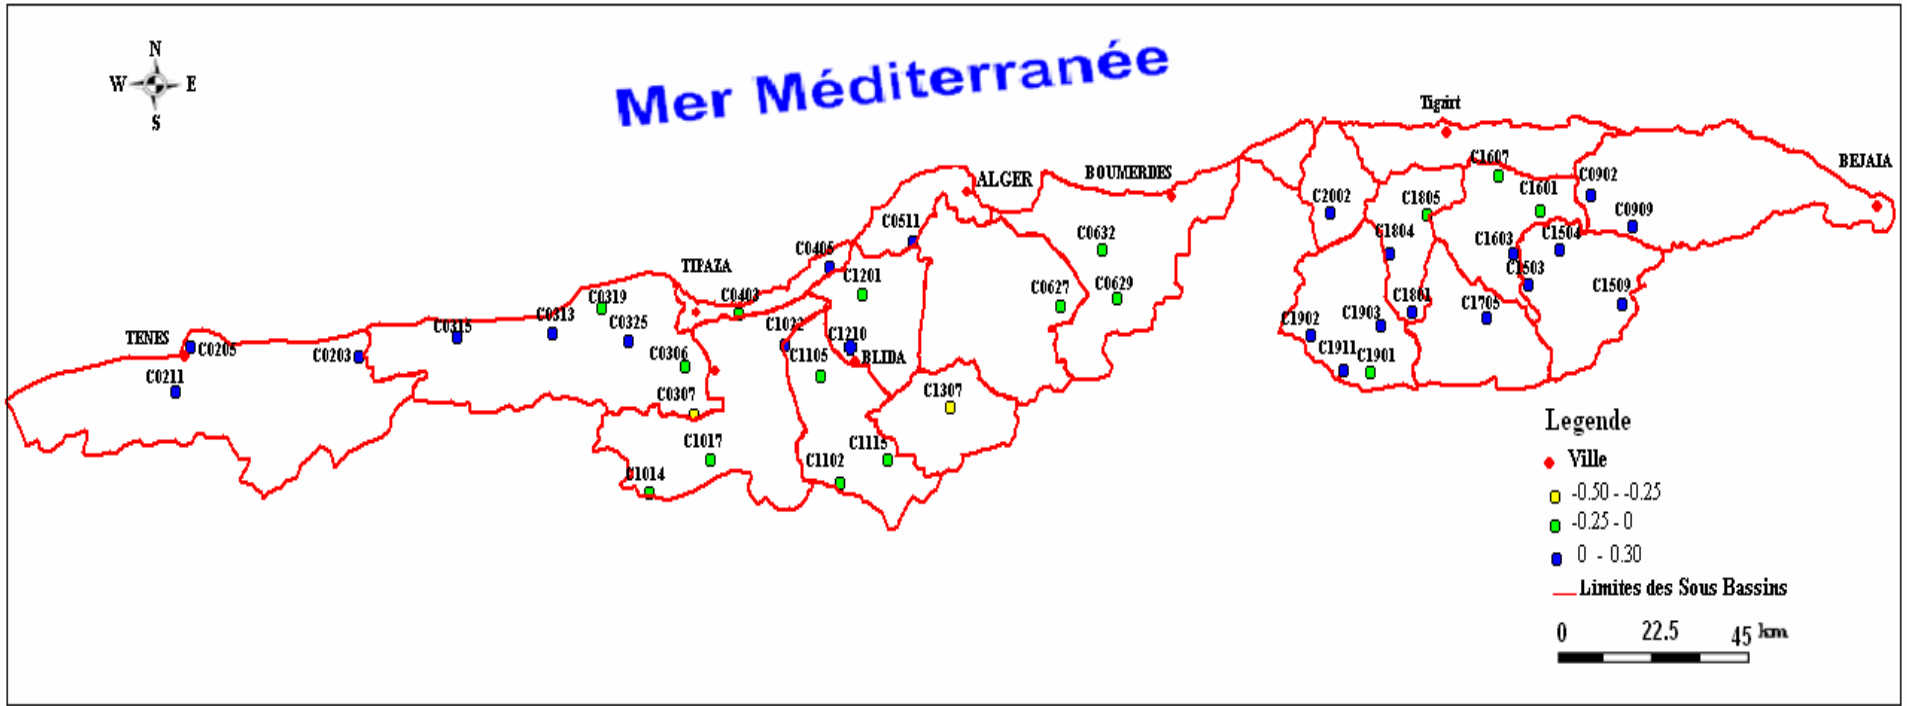 N
W E
S
Mer Méditerranée
Tigzirt
ALGER
BOUMERDES
BEJAIA
TIPAZA
TENES
BLIDA
C1607
C1601
C0902
C2002
C1805
C0909
C0511
C0632
C1804
C1603
C1504
C0405
C1201
C1503
C0627
C0629
C1509
C0319
C0403
C1801
C1705
C0315
C0313
C0325
C1022
C1210
C1902
C1903
C0205
C0203
C0306
C1105
C1911
C1901
C0211
C0307
C1307
C1017
C1115
C1014
C1102
Legende
Ville
-0.50 - -0.25
-0.25 - 0
0 - 0.30
Limites des Sous Bassins
0 22.5 45 km